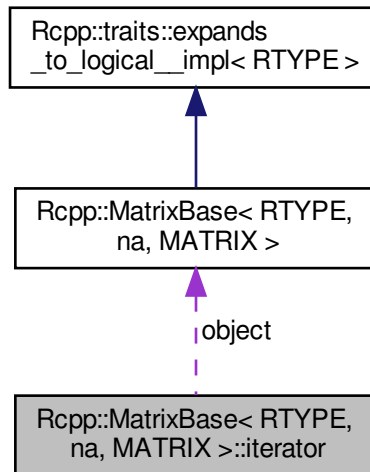 Rcpp::traits::expands
_to_logical__impl< RTYPE >
Rcpp::MatrixBase< RTYPE,
na, MATRIX >
object
Rcpp::MatrixBase< RTYPE,
na, MATRIX >::iterator